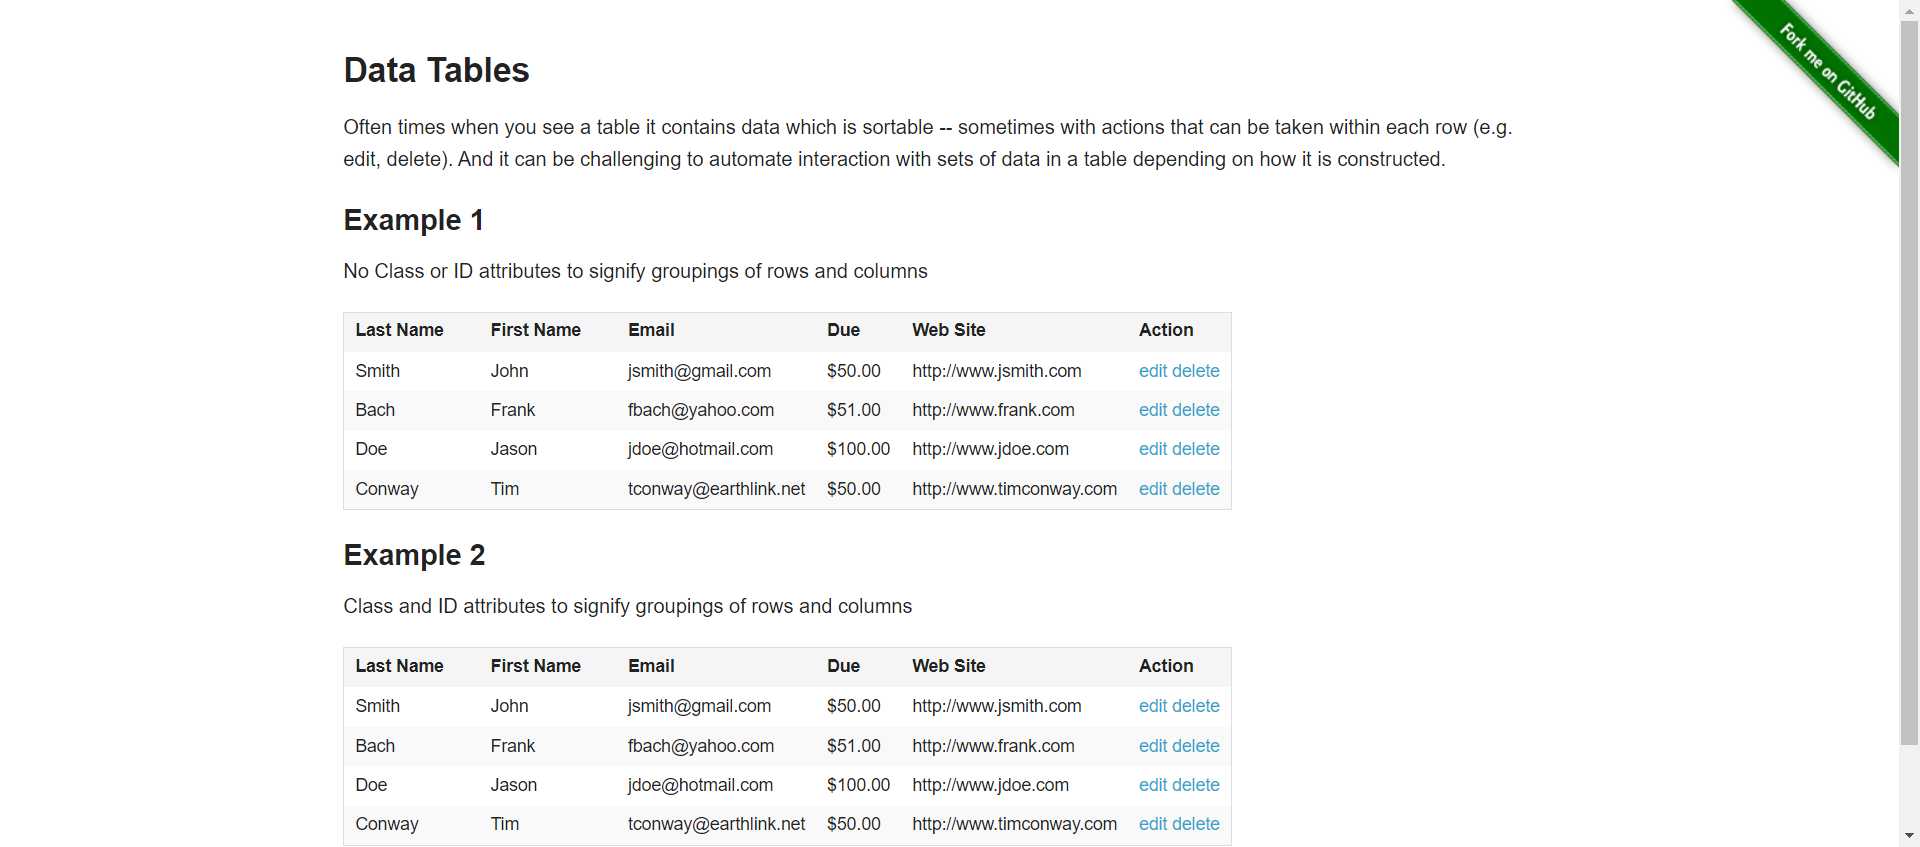 Fork me on GitHub
Data Tables
Often times when you see a table it contains data which is sortable -- sometimes with actions that can be taken within each row (e.g.
edit, delete). And it can be challenging to automate interaction with sets of data in a table depending on how it is constructed.
Example 1
No Class or ID attributes to signify groupings of rows and columns
Last Name First Name Email Due Web Site Action
Smith John jsmith@gmail.com $50.00 http://www.jsmith.com edit delete
Bach Frank fbach@yahoo.com $51.00 http://www.frank.com edit delete
Doe Jason jdoe@hotmail.com $100.00 http://www.jdoe.com edit delete
Conway Tim tconway@earthlink.net $50.00 http://www.timconway.com edit delete
Example 2
Class and ID attributes to signify groupings of rows and columns
Last Name First Name Email Due Web Site Action
Smith John jsmith@gmail.com $50.00 http://www.jsmith.com edit delete
Bach Frank fbach@yahoo.com $51.00 http://www.frank.com edit delete
Doe Jason jdoe@hotmail.com $100.00 http://www.jdoe.com edit delete
Conway Tim tconway@earthlink.net $50.00 http://www.timconway.com edit delete